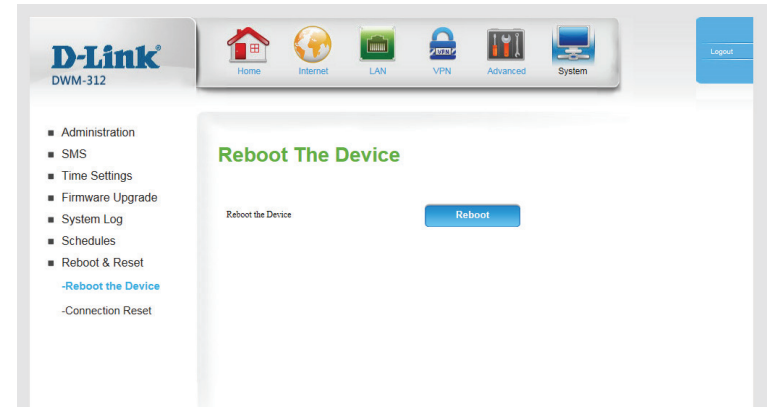 D-Link®
DWM-312
Home Internet LAN VPN Advanced System
Logout
Administration
SMS
Time Settings
Firmware Upgrade
System Log
Schedules
Reboot & Reset
-Reboot the Device
-Connection Reset
Reboot The Device
Reboot the Device Reboot
VPN